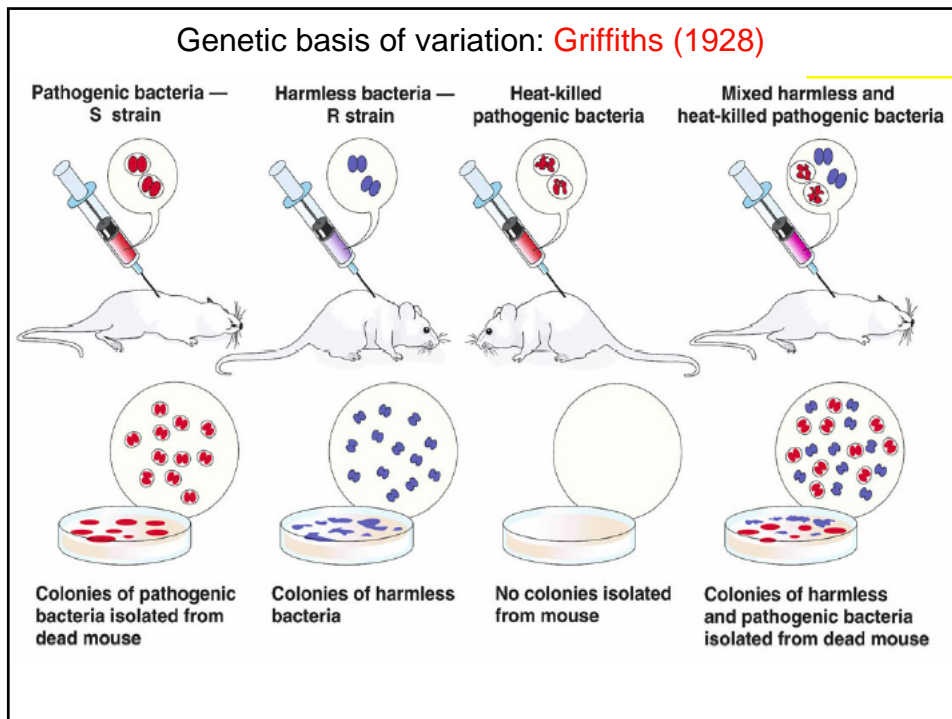 Genetic basis of variation: Griffiths (1928)
Pathogenic bacteria —
S strain
Harmless bacteria —
R strain
Heat-killed
pathogenic bacteria
Mixed harmless and
heat-killed pathogenic bacteria
Colonies of pathogenic
bacteria isolated from
dead mouse
Colonies of harmless
bacteria
No colonies isolated
from mouse
Colonies of harmless
and pathogenic bacteria
isolated from dead mouse